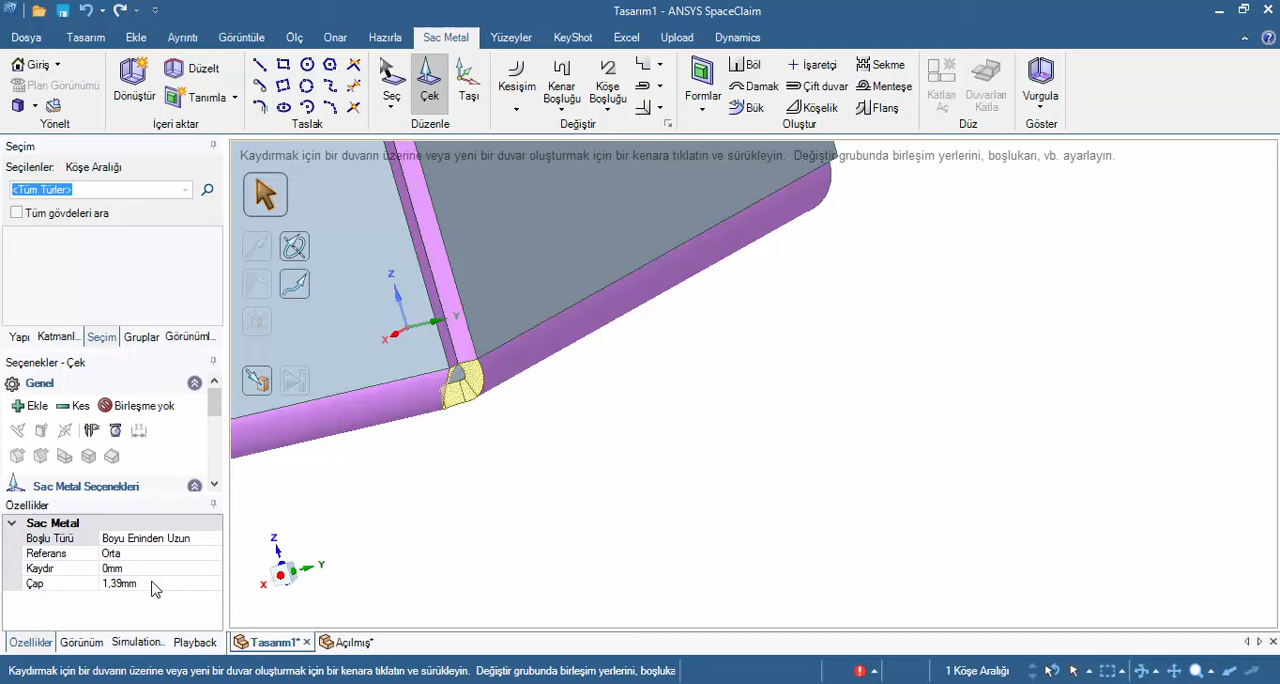 Tasarım1 - ANSYS SpaceClaim
Dosya Tasarım Ekle Ayrıntı Görüntüle Ölç Onar Hazırla Sac Metal Yüzeyler KeyShot Excel Upload Dynamics
Giriş
Plan Görünümü
Yönelt
Dönüştür
Düzelt
Tanımla
İçeri aktar
Taslak
Seç
Çek
Taşı
Düzenle
Kesişim
Kenar Boşluğu
Köşe Boşluğu
Değiştir
Formlar
Böl
Damak
Bük
İşaretçi
Çift duvar
Köşelik
Sekme
Menteşe
Flanş
Oluştur
Katları Aç
Duvarları Katla
Düz
Vurgula
Göster
Seçim
Seçilenler: Köşe Aralığı
<Tüm Türler>
Tüm gövdeleri ara
Yapı Katmanl... Seçim Gruplar Görünüml...
Seçenekler - Çek
Genel
Ekle Kes Birleşme yok
Sac Metal Seçenekleri
Özellikler
Sac Metal
Boşlu Türü Boyu Eninden Uzun
Referans Orta
Kaydır 0mm
Çap 1,39mm
Özellikler Görünüm Simulation... Playback
Kaydırmak için bir duvarın üzerine veya yeni bir duvar oluşturmak için bir kenara tıklatın ve sürükleyin. Değiştir grubunda birleşim yerlerini, boşlukarı, vb. ayarlayın.
Z
Y
X
Z
Y
X
Tasarım1* Açılmış*
Kaydırmak için bir duvarın üzerine veya yeni bir duvar oluşturmak için bir kenara tıklatın ve sürükleyin. Değiştir grubunda birleşim yerlerini, boşluka
1 Köşe Aralığı